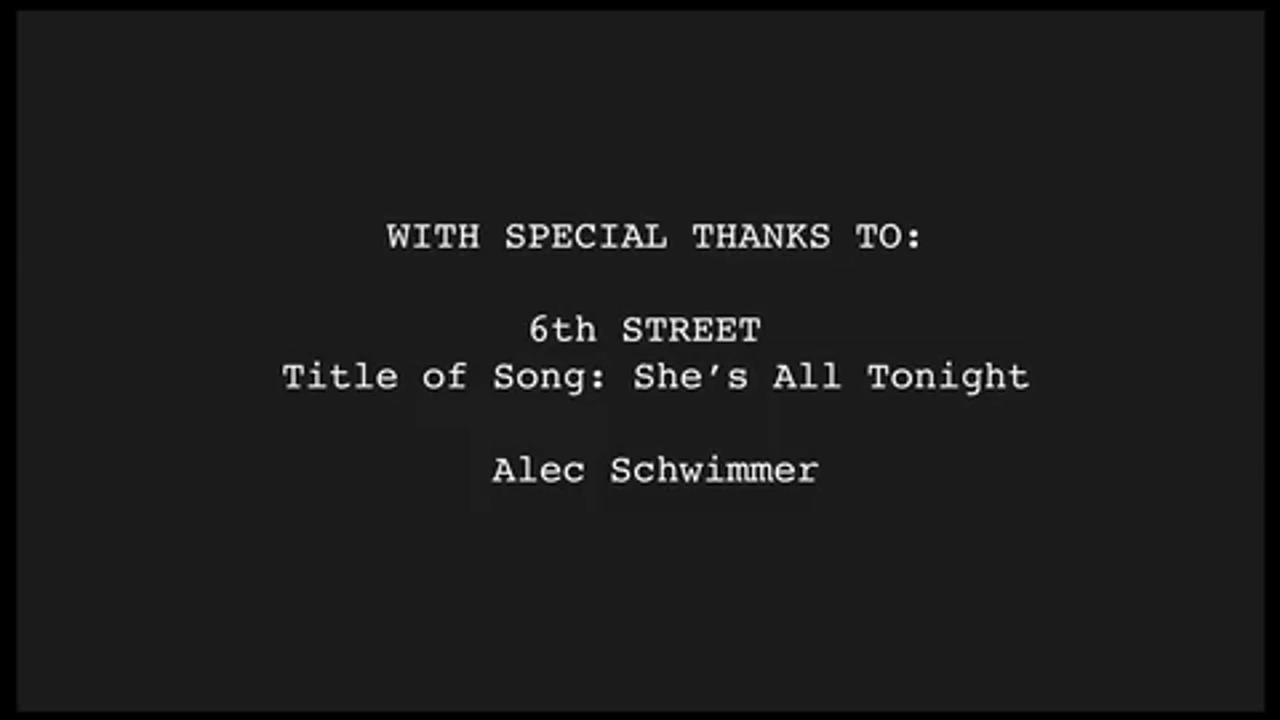 WITH SPECIAL THANKS TO:
6th STREET
Title of Song: She’s All Tonight
Alec Schwimmer